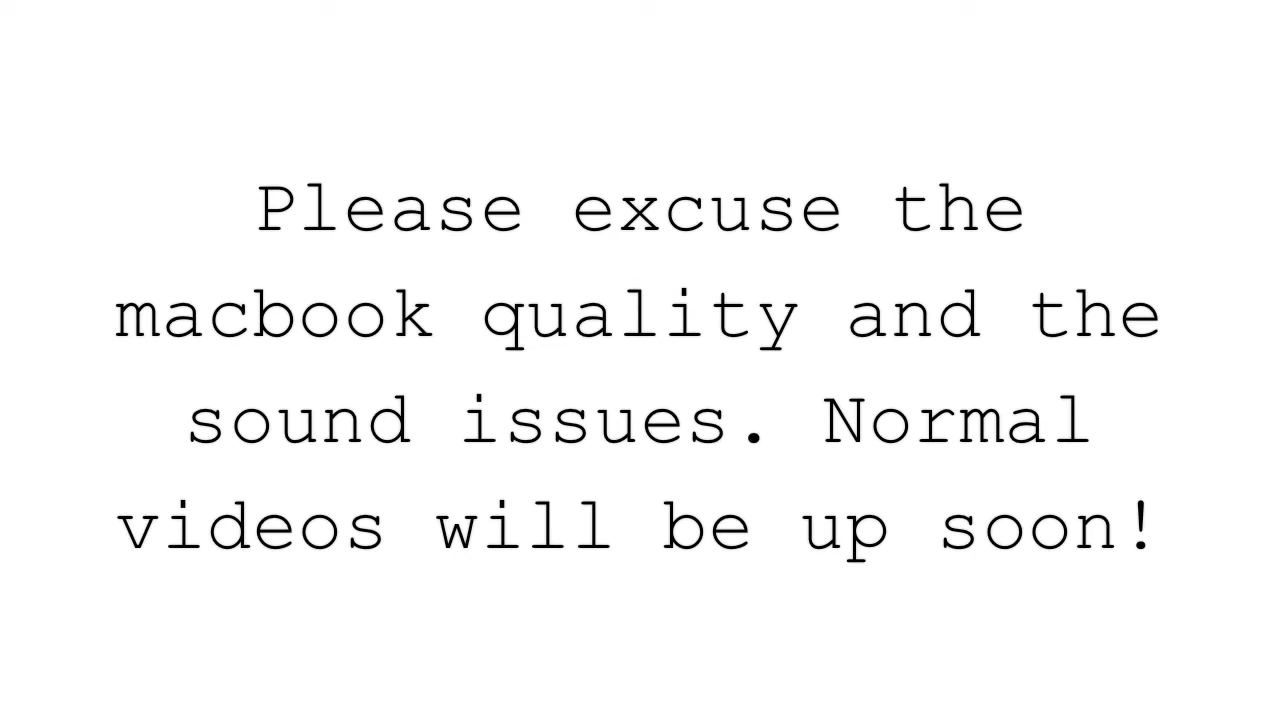 Please excuse the
macbook quality and the
sound issues. Normal
videos will be up soon!